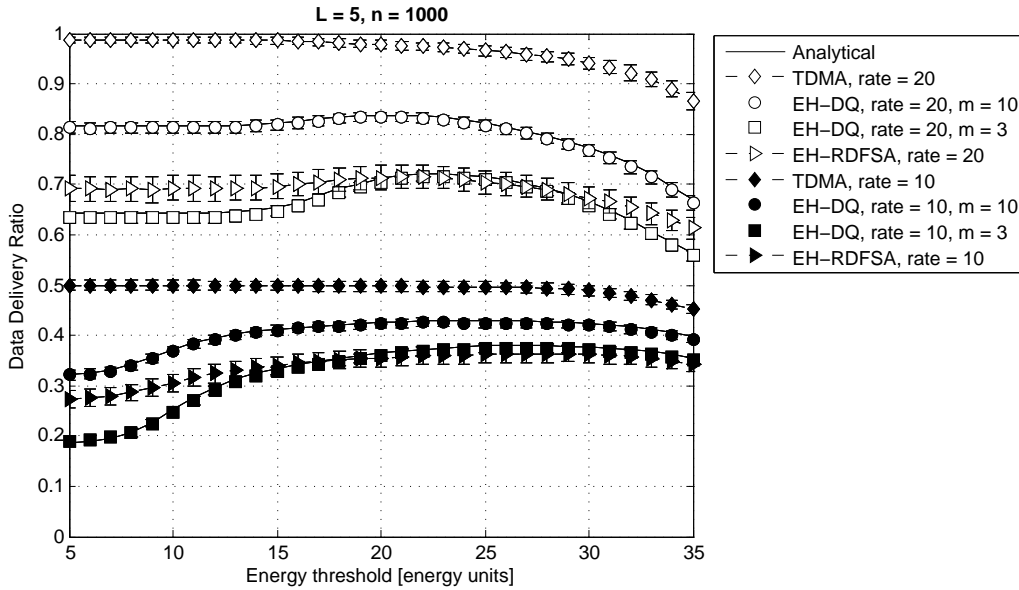 L = 5, n = 1000
Data Delivery Ratio
1
0.9
0.8
0.7
0.6
0.5
0.4
0.3
0.2
0.1
0
5
10
15
20
25
30
35
Energy threshold [energy units]
Analytical
TDMA, rate = 20
EH−DQ, rate = 20, m = 10
EH−DQ, rate = 20, m = 3
EH−RDFSA, rate = 20
TDMA, rate = 10
EH−DQ, rate = 10, m = 10
EH−DQ, rate = 10, m = 3
EH−RDFSA, rate = 10